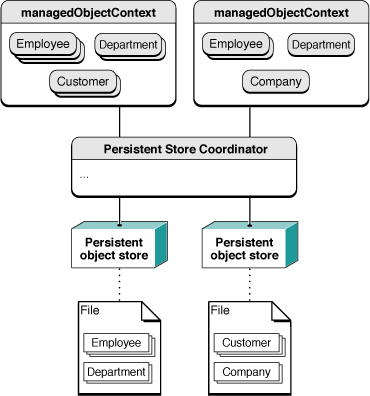 managedObjectContext
Employee
Department
Customer
managedObjectContext
Employee
Department
Company
Persistent Store Coordinator
...
Persistent
object store
Persistent
object store
File
Employee
Department
File
Customer
Company